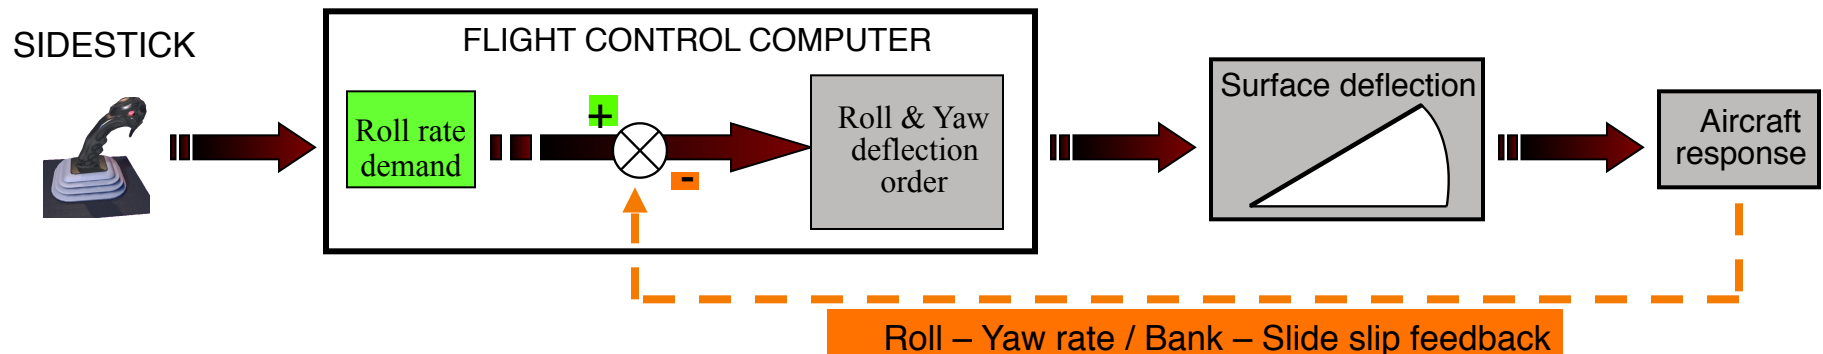 SIDESTICK
FLIGHT CONTROL COMPUTER
Roll rate
demand
+
-
Roll & Yaw
deflection
order
Surface deflection
Aircraft
response
Roll – Yaw rate / Bank – Slide slip feedback